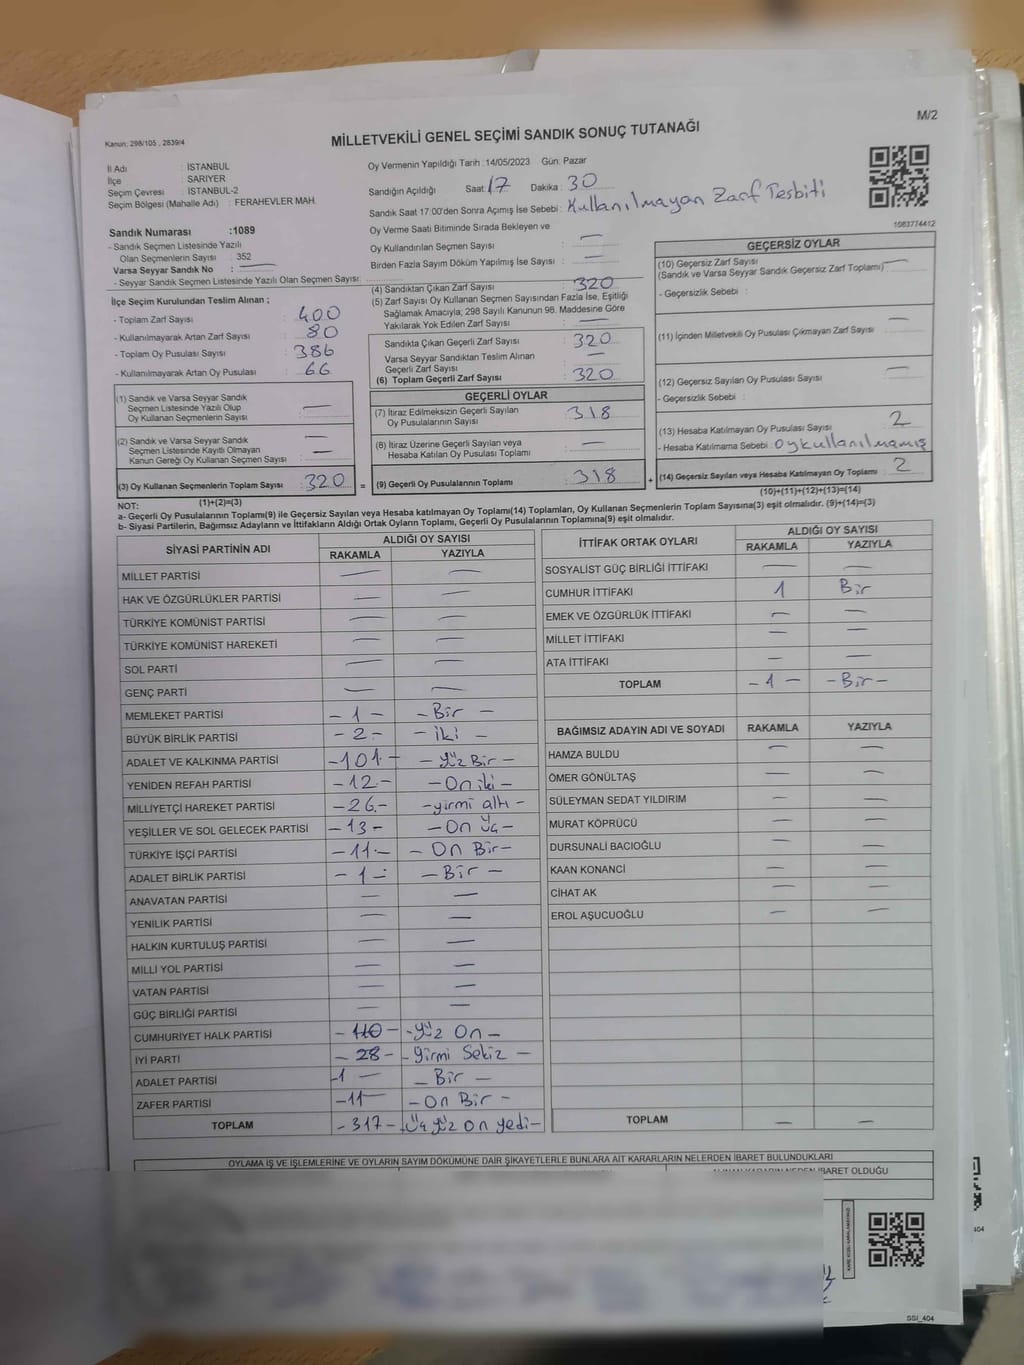 M/2
Kanun: 298/105 , 2839/4
MİLLETVEKİLİ GENEL SEÇİMİ SANDIK SONUÇ TUTANAĞI
İl Adı : İSTANBUL
İlçe : SARIYER
Seçim Çevresi : İSTANBUL-2
Seçim Bölgesi (Mahalle Adı) : FERAHEVLER MAH.
Sandık Numarası :1089
- Sandık Seçmen Listesinde Yazılı
Olan Seçmenlerin Sayısı : 352
Varsa Seyyar Sandık No : —
- Seyyar Sandık Seçmen Listesinde Yazılı Olan Seçmen Sayısı:
Oy Vermenin Yapıldığı Tarih :14/05/2023 Gün: Pazar
Sandığın Açıldığı Saat: 17 Dakika : 30
Sandık Saat 17:00'den Sonra Açımış İse Sebebi: Kullanılmayan Zarf Tesbiti
Oy Verme Saati Bitiminde Sırada Bekleyen ve
Oy Kullandırılan Seçmen Sayısı : —
Birden Fazla Sayım Döküm Yapılmış İse Sayısı : —
1063774412
İlçe Seçim Kurulundan Teslim Alınan ;
- Toplam Zarf Sayısı : 400
- Kullanılmayarak Artan Zarf Sayısı : 80
- Toplam Oy Pusulası Sayısı : 386
- Kullanılmayarak Artan Oy Pusulası : 66
(1) Sandık ve Varsa Seyyar Sandık
Seçmen Listesinde Yazılı Olup
Oy Kullanan Seçmenlerin Sayısı : —
(2) Sandık ve Varsa Seyyar Sandık
Seçmen Listesinde Kayıtlı Olmayan
Kanun Gereği Oy Kullanan Seçmen Sayısı : —
(3) Oy Kullanan Seçmenlerin Toplam Sayısı : 320
(1)+(2)=(3)
(4) Sandıktan Çıkan Zarf Sayısı : 320
(5) Zarf Sayısı Oy Kullanan Seçmen Sayısından Fazla İse, Eşitliği
Sağlamak Amacıyla; 298 Sayılı Kanunun 98. Maddesine Göre
Yakılarak Yok Edilen Zarf Sayısı : —
Sandıkta Çıkan Geçerli Zarf Sayısı : 320
Varsa Seyyar Sandıktan Teslim Alınan
Geçerli Zarf Sayısı : —
(6) Toplam Geçerli Zarf Sayısı : 320
GEÇERLİ OYLAR
(7) İtiraz Edilmeksizin Geçerli Sayılan
Oy Pusulalarının Sayısı : 318
(8) İtiraz Üzerine Geçerli Sayılan veya
Hesaba Katılan Oy Pusulası Toplamı : —
= (9) Geçerli Oy Pusulalarının Toplamı : 318 +
GEÇERSİZ OYLAR
(10) Geçersiz Zarf Sayısı
(Sandık ve Varsa Seyyar Sandık Geçersiz Zarf Toplamı) : —
- Geçersizlik Sebebi :
(11) İçinden Milletvekili Oy Pusulası Çıkmayan Zarf Sayısı : —
(12) Geçersiz Sayılan Oy Pusulası Sayısı : —
- Geçersizlik Sebebi :
(13) Hesaba Katılmayan Oy Pusulası Sayısı : 2
- Hesaba Katılmama Sebebi : Oykullanılmamış
(14) Geçersiz Sayılan veya Hesaba Katılmayan Oy Toplamı : 2
(10)+(11)+(12)+(13)=(14)
NOT:
a- Geçerli Oy Pusulalarının Toplamı(9) ile Geçersiz Sayılan veya Hesaba katılmayan Oy Toplamı(14) Toplamları, Oy Kullanan Seçmenlerin Toplam Sayısına(3) eşit olmalıdır. (9)+(14)=(3)
b- Siyasi Partilerin, Bağımsız Adayların ve İttifakların Aldığı Ortak Oyların Toplamı, Geçerli Oy Pusulalarının Toplamına(9) eşit olmalıdır.
SİYASİ PARTİNİN ADI ALDIĞI OY SAYISI
RAKAMLA YAZIYLA
MİLLET PARTİSİ — —
HAK VE ÖZGÜRLÜKLER PARTİSİ — —
TÜRKİYE KOMÜNİST PARTİSİ — —
TÜRKİYE KOMÜNİST HAREKETİ — —
SOL PARTİ — —
GENÇ PARTİ — —
MEMLEKET PARTİSİ - 1 - - Bir -
BÜYÜK BİRLİK PARTİSİ - 2 - - iki -
ADALET VE KALKINMA PARTİSİ - 101 - - yüz Bir -
YENİDEN REFAH PARTİSİ - 12 - - On iki -
MİLLİYETÇİ HAREKET PARTİSİ - 26 - - yirmi altı -
YEŞİLLER VE SOL GELECEK PARTİSİ - 13 - - On Üç -
TÜRKİYE İŞÇİ PARTİSİ - 11 - - On Bir -
ADALET BİRLİK PARTİSİ - 1 - - Bir -
ANAVATAN PARTİSİ — —
YENİLİK PARTİSİ — —
HALKIN KURTULUŞ PARTİSİ — —
MİLLİ YOL PARTİSİ — —
VATAN PARTİSİ — —
GÜÇ BİRLİĞİ PARTİSİ — —
CUMHURİYET HALK PARTİSİ - 110 - - yüz On -
İYİ PARTİ - 28 - - yirmi Sekiz -
ADALET PARTİSİ - 1 - - Bir -
ZAFER PARTİSİ - 11 - - On Bir -
TOPLAM - 317 - - Üç yüz on yedi -
İTTİFAK ORTAK OYLARI ALDIĞI OY SAYISI
RAKAMLA YAZIYLA
SOSYALİST GÜÇ BİRLİĞİ İTTİFAKI — —
CUMHUR İTTİFAKI 1 Bir
EMEK VE ÖZGÜRLÜK İTTİFAKI — —
MİLLET İTTİFAKI — —
ATA İTTİFAKI — —
TOPLAM - 1 - - Bir -
BAĞIMSIZ ADAYIN ADI VE SOYADI RAKAMLA YAZIYLA
HAMZA BULDU — —
ÖMER GÖNÜLTAŞ — —
SÜLEYMAN SEDAT YILDIRIM — —
MURAT KÖPRÜCÜ — —
DURSUNALİ BACIOĞLU — —
KAAN KONANCİ — —
CİHAT AK — —
EROL AŞUCUOĞLU — —
TOPLAM — —
OYLAMA İŞ VE İŞLEMLERİNE VE OYLARIN SAYIM DÖKÜMÜNE DAİR ŞİKAYETLERLE BUNLARA AİT KARARLARIN NELERDEN İBARET BULUNDUKLARI
İBARET OLDUĞU
SSI_404